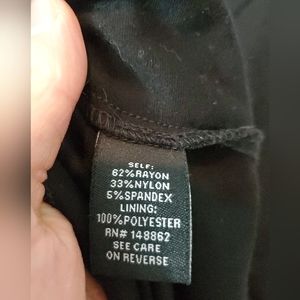 SELF:
62%RAYON
33%NYLON
5%SPANDEX
LINING:
100%POLYESTER
RN# 148862
SEE CARE
ON REVERSE